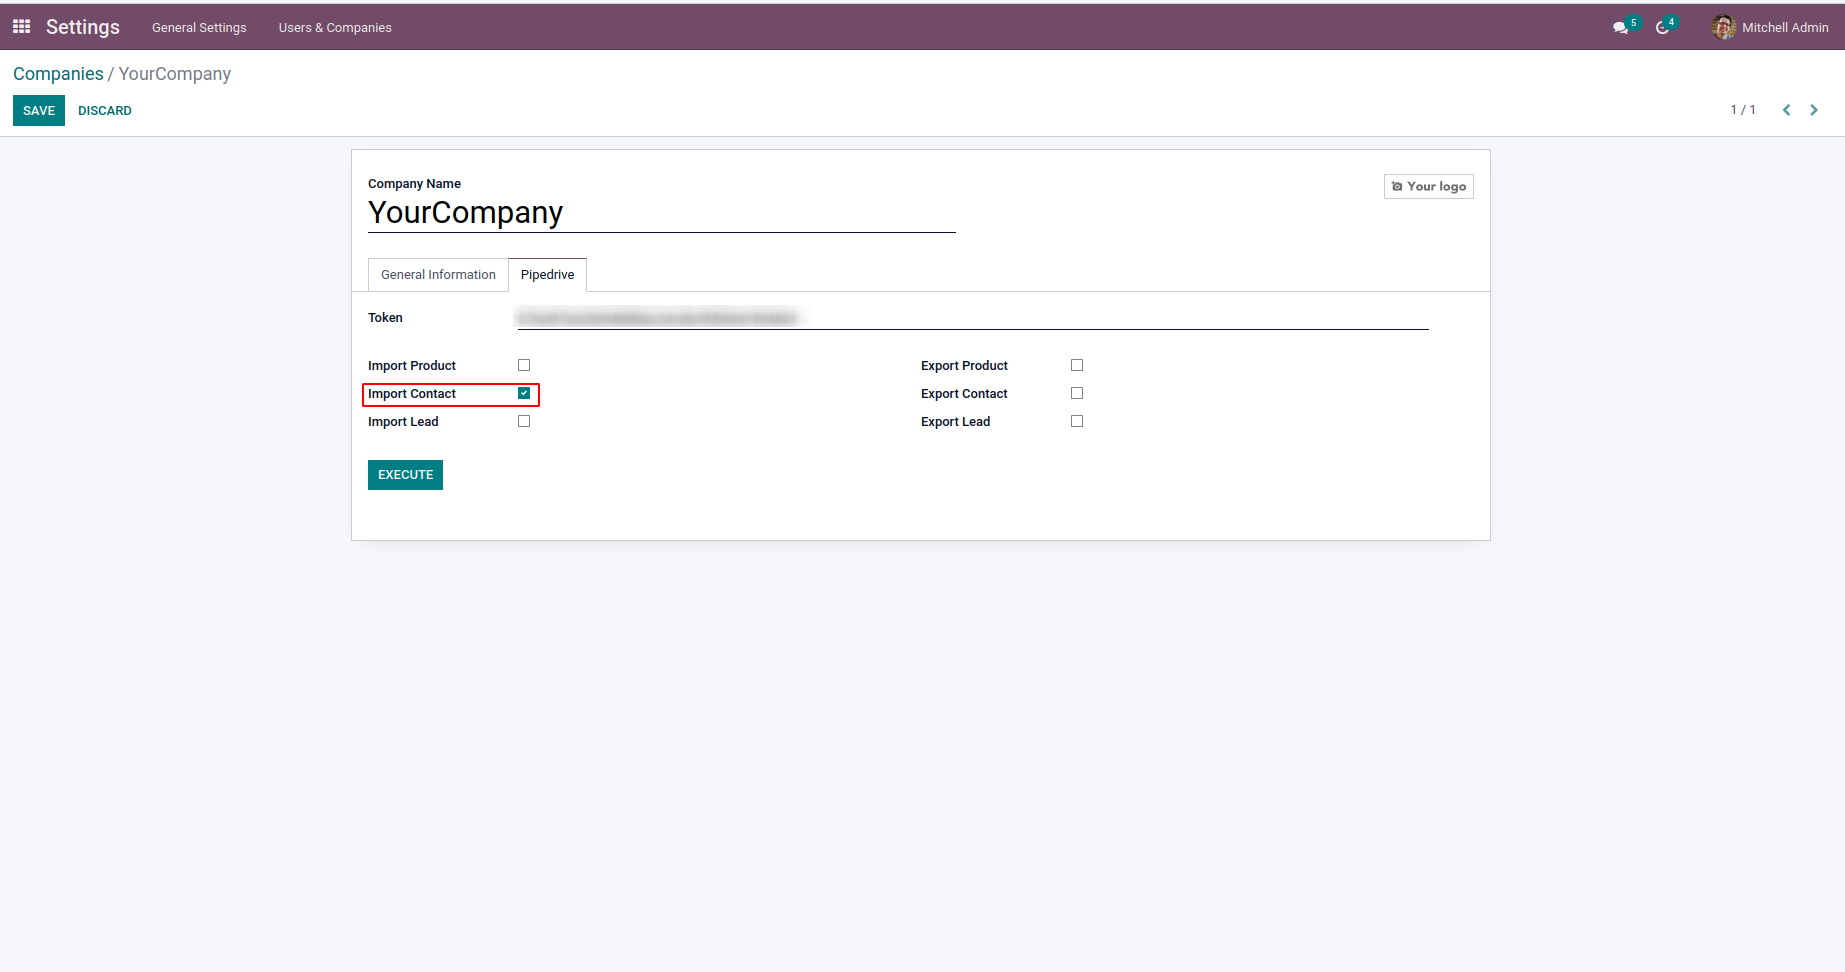 Settings General Settings Users & Companies 5 4 Mitchell Admin
Companies / YourCompany
SAVE DISCARD 1 / 1
Company Name Your logo
YourCompany
General Information Pipedrive
Token
Import Product Export Product
Import Contact Export Contact
Import Lead Export Lead
EXECUTE